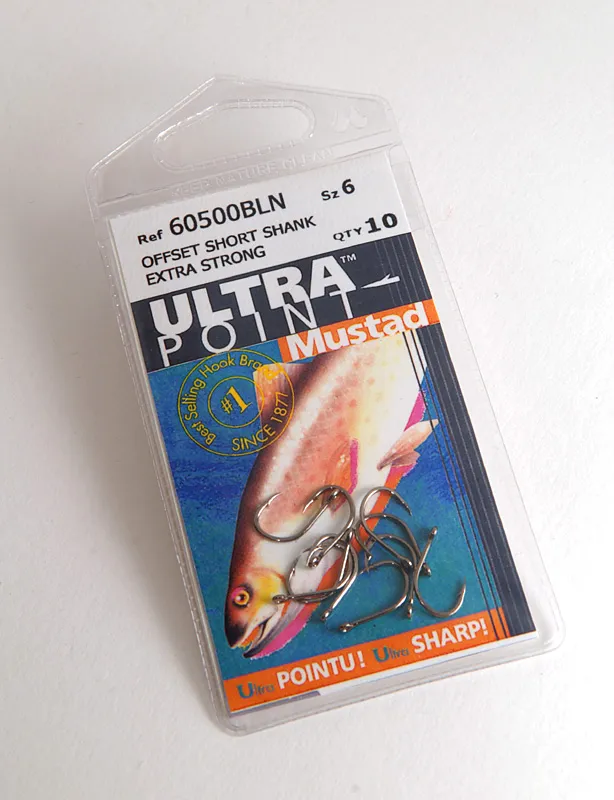 Ref 60500BLN Sz 6
OFFSET SHORT SHANK QTY 10
EXTRA STRONG
ULTRA™
POINT
Mustad
Best Selling Hook Brand
#1
SINCE 1877
Ultra POINTU! Ultra SHARP!